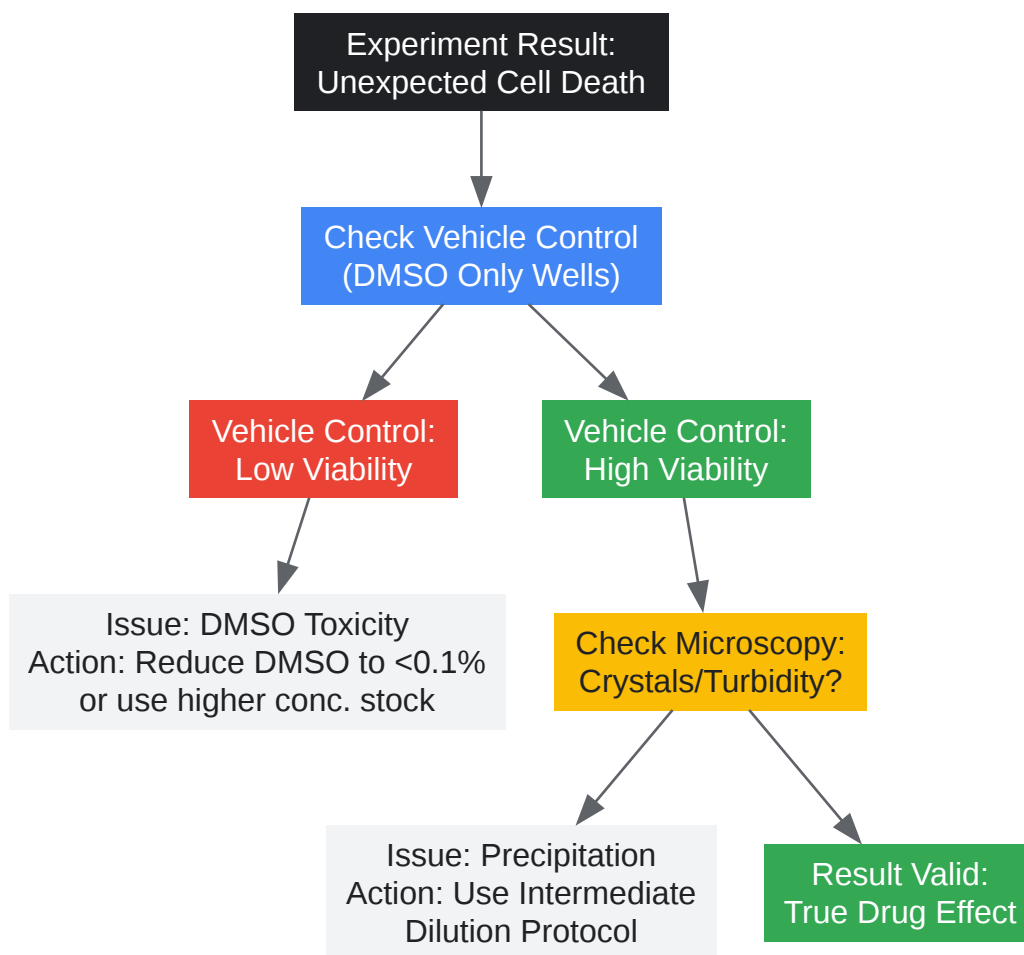 Experiment Result:
Unexpected Cell Death
Check Vehicle Control
(DMSO Only Wells)
Vehicle Control:
Low Viability
Vehicle Control:
High Viability
Issue: DMSO Toxicity
Action: Reduce DMSO to <0.1%
or use higher conc. stock
Check Microscopy:
Crystals/Turbidity?
Issue: Precipitation
Action: Use Intermediate
Dilution Protocol
Result Valid:
True Drug Effect